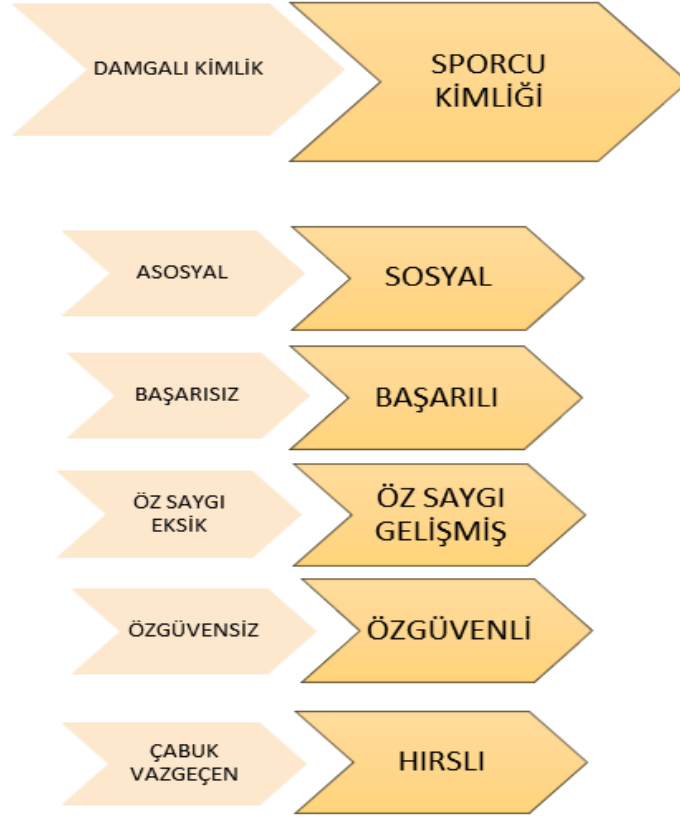 DAMGALI KİMLİK
SPORCU
KİMLİĞİ
ASOSYAL
SOSYAL
BAŞARISIZ
BAŞARILI
ÖZ SAYGI
EKSİK
ÖZ SAYGI
GELİŞMİŞ
ÖZGÜVENSİZ
ÖZGÜVENLİ
ÇABUK
VAZGEÇEN
HIRSLI